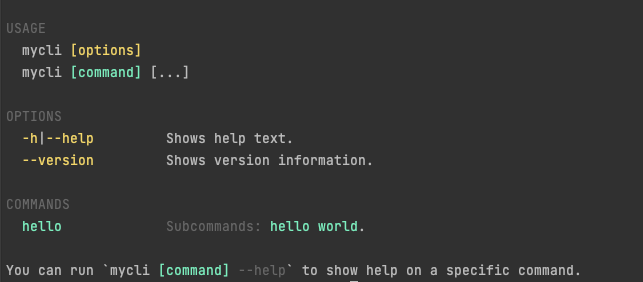 USAGE
mycli [options]
mycli [command] [...]
OPTIONS
-h|--help Shows help text.
--version Shows version information.
COMMANDS
hello Subcommands: hello world.
You can run `mycli [command] --help` to show help on a specific command.